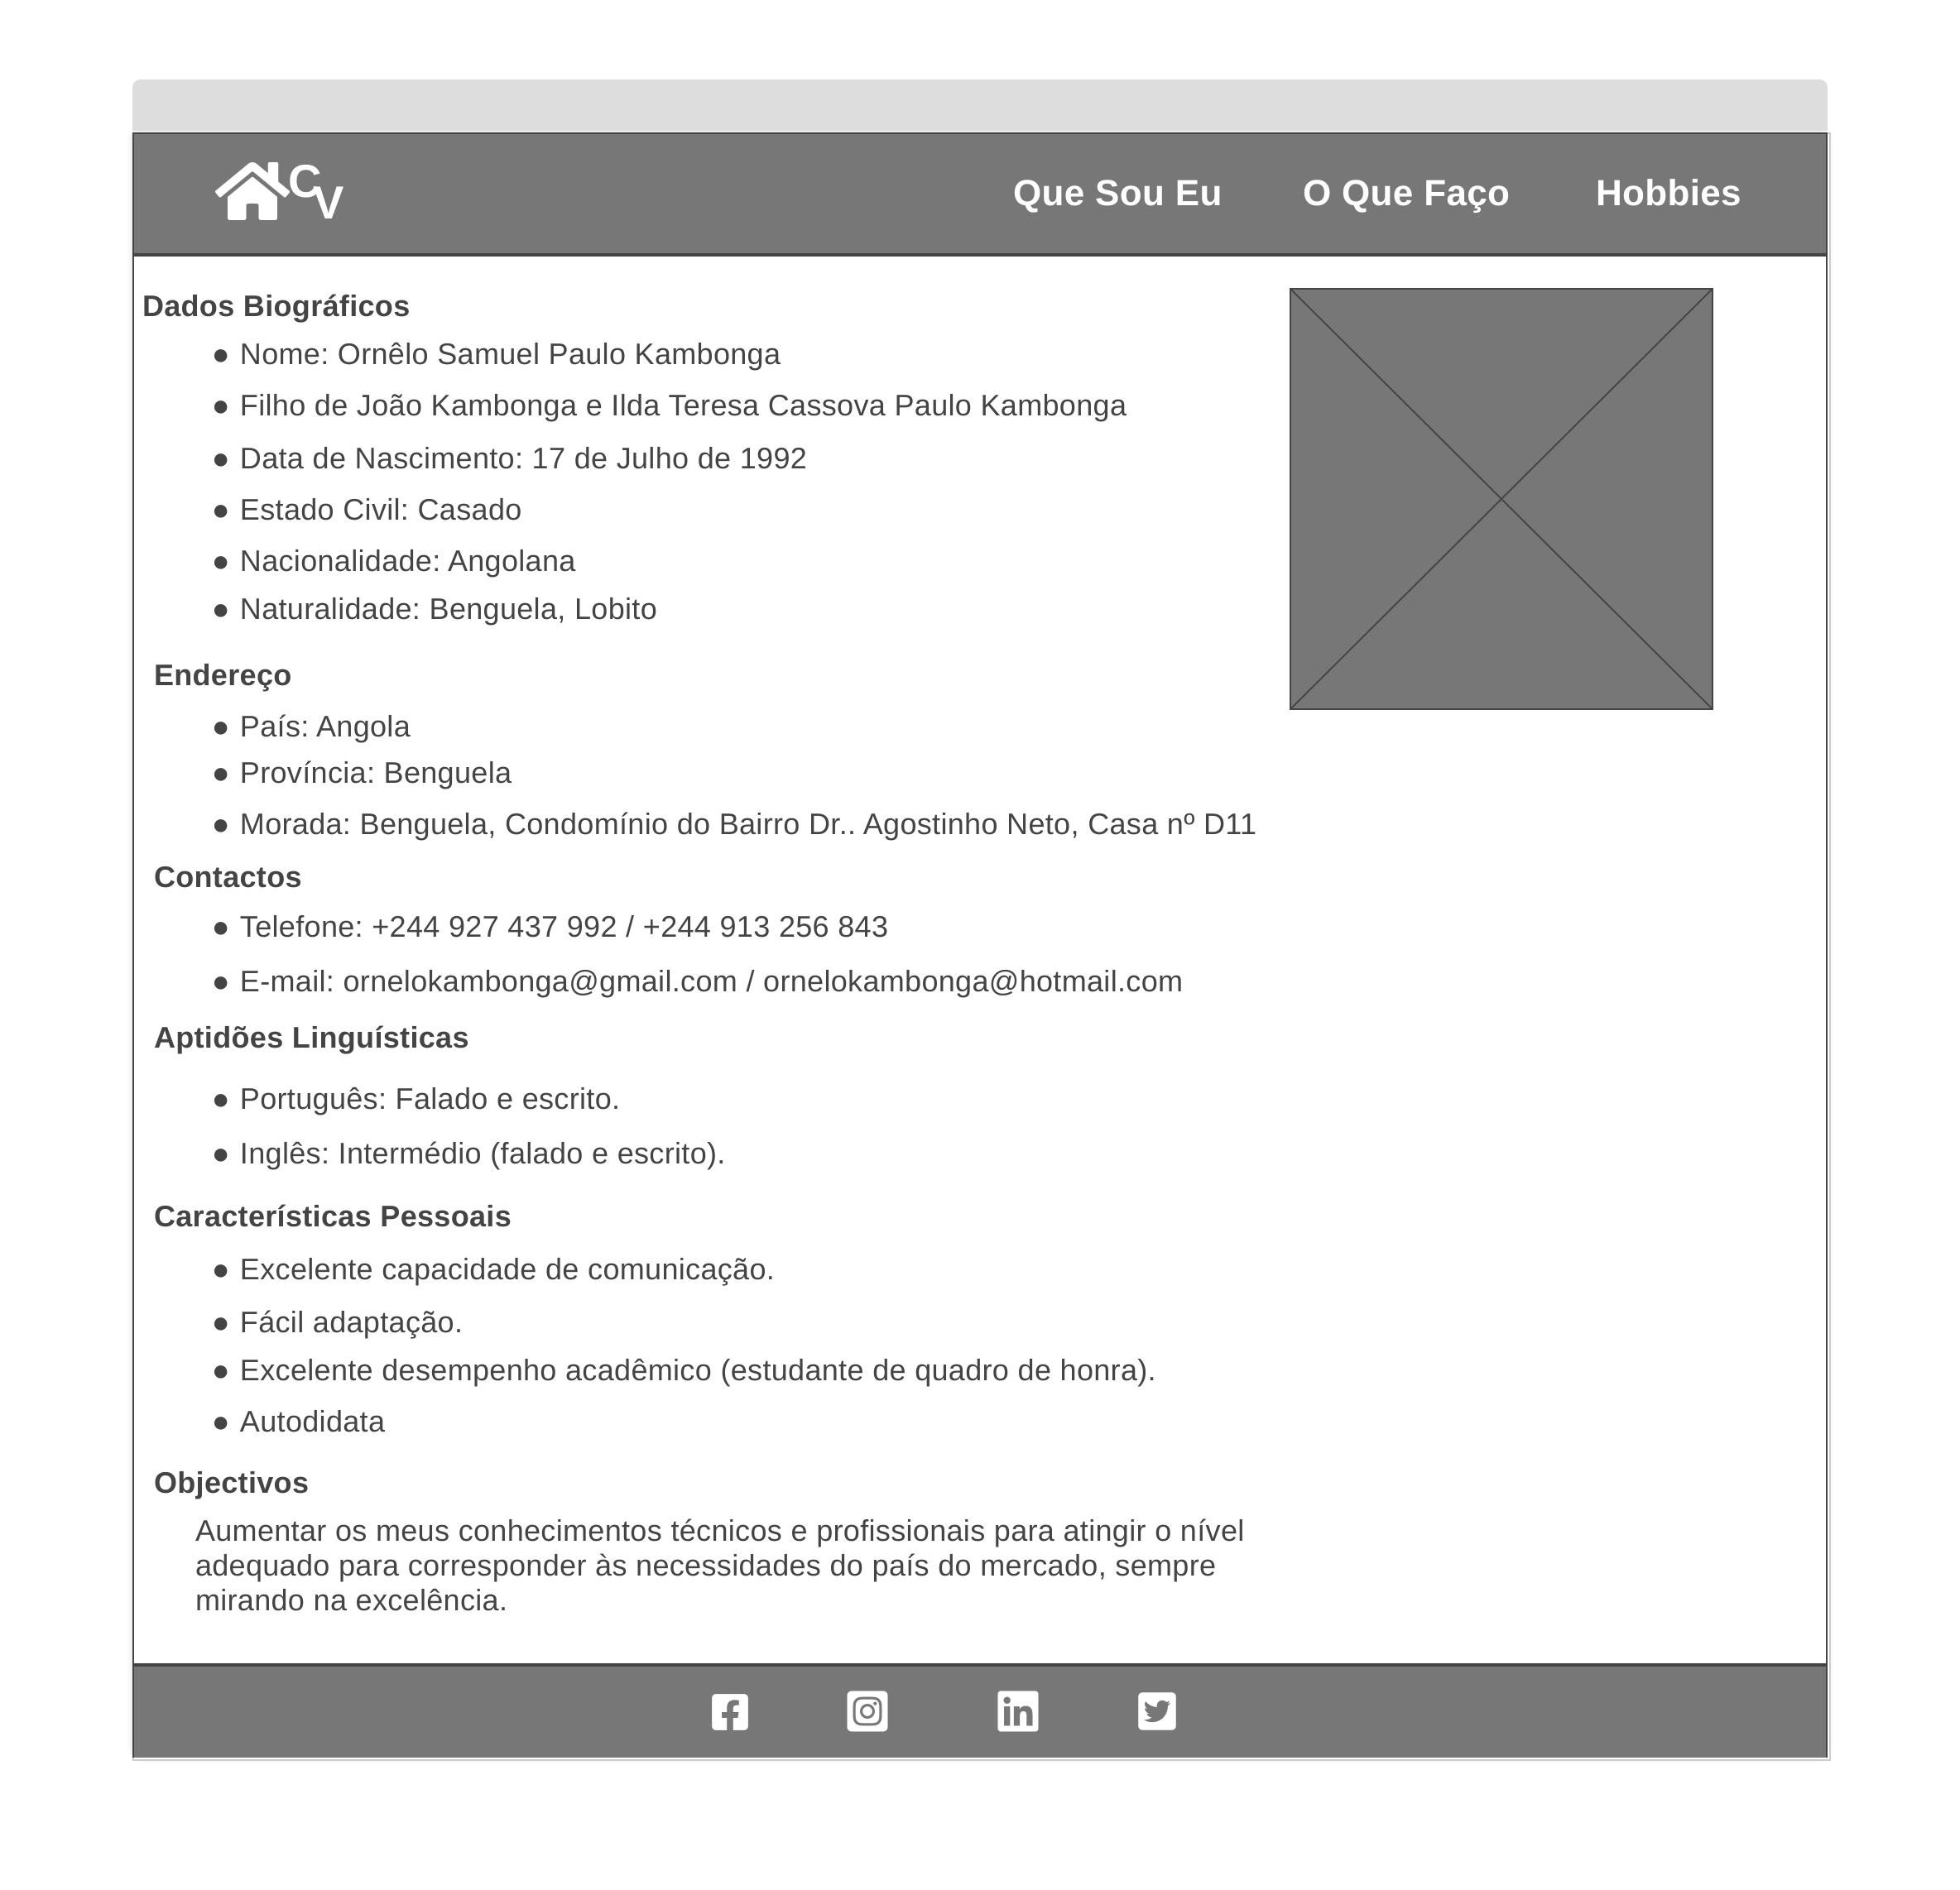 CV
Que Sou Eu
O Que Faço
Hobbies
Dados Biográficos
● Nome: Ornêlo Samuel Paulo Kambonga
● Filho de João Kambonga e Ilda Teresa Cassova Paulo Kambonga
● Data de Nascimento: 17 de Julho de 1992
● Estado Civil: Casado
● Nacionalidade: Angolana
● Naturalidade: Benguela, Lobito
Endereço
● País: Angola
● Província: Benguela
● Morada: Benguela, Condomínio do Bairro Dr.. Agostinho Neto, Casa nº D11
Contactos
● Telefone: +244 927 437 992 / +244 913 256 843
● E-mail: ornelokambonga@gmail.com / ornelokambonga@hotmail.com
Aptidões Linguísticas
● Português: Falado e escrito.
● Inglês: Intermédio (falado e escrito).
Características Pessoais
● Excelente capacidade de comunicação.
● Fácil adaptação.
● Excelente desempenho acadêmico (estudante de quadro de honra).
● Autodidata
Objectivos
Aumentar os meus conhecimentos técnicos e profissionais para atingir o nível
adequado para corresponder às necessidades do país do mercado, sempre
mirando na excelência.